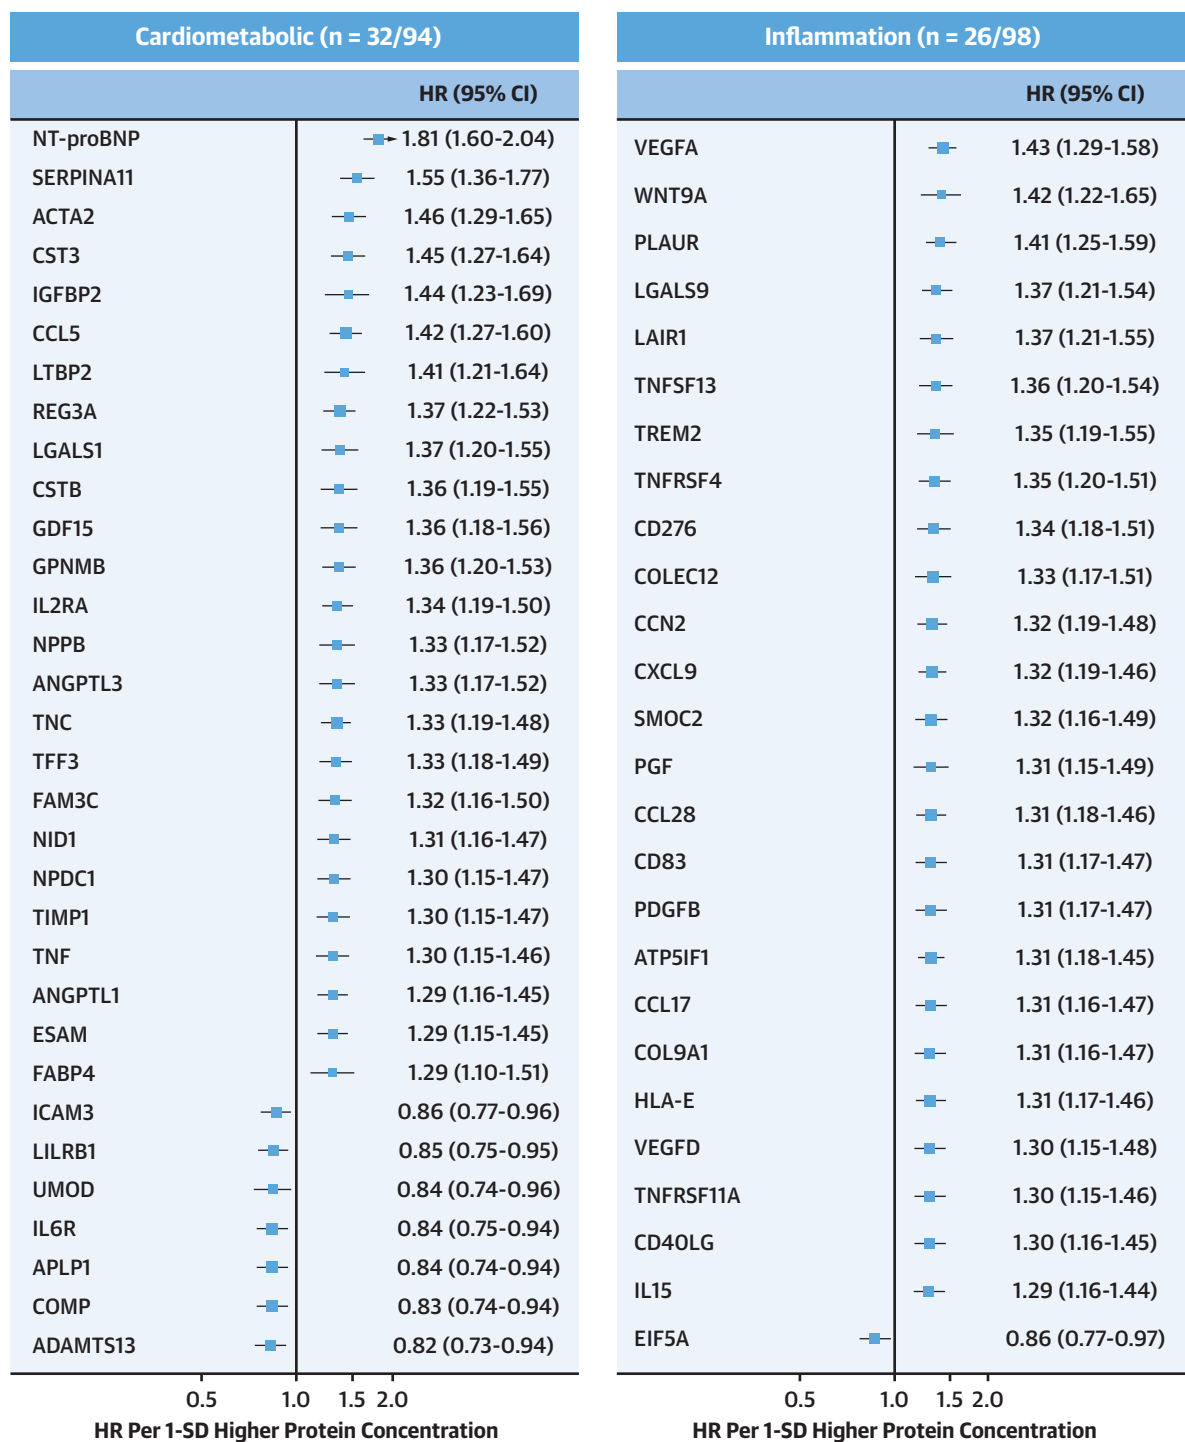 Cardiometabolic (n = 32/94)
HR (95% CI)
NT-proBNP 1.81 (1.60-2.04)
SERPINA11 1.55 (1.36-1.77)
ACTA2 1.46 (1.29-1.65)
CST3 1.45 (1.27-1.64)
IGFBP2 1.44 (1.23-1.69)
CCL5 1.42 (1.27-1.60)
LTBP2 1.41 (1.21-1.64)
REG3A 1.37 (1.22-1.53)
LGALS1 1.37 (1.20-1.55)
CSTB 1.36 (1.19-1.55)
GDF15 1.36 (1.18-1.56)
GPNMB 1.36 (1.20-1.53)
IL2RA 1.34 (1.19-1.50)
NPPB 1.33 (1.17-1.52)
ANGPTL3 1.33 (1.17-1.52)
TNC 1.33 (1.19-1.48)
TFF3 1.33 (1.18-1.49)
FAM3C 1.32 (1.16-1.50)
NID1 1.31 (1.16-1.47)
NPDC1 1.30 (1.15-1.47)
TIMP1 1.30 (1.15-1.47)
TNF 1.30 (1.15-1.46)
ANGPTL1 1.29 (1.16-1.45)
ESAM 1.29 (1.15-1.45)
FABP4 1.29 (1.10-1.51)
ICAM3 0.86 (0.77-0.96)
LILRB1 0.85 (0.75-0.95)
UMOD 0.84 (0.74-0.96)
IL6R 0.84 (0.75-0.94)
APLP1 0.84 (0.74-0.94)
COMP 0.83 (0.74-0.94)
ADAMTS13 0.82 (0.73-0.94)
0.5 1.0 1.5 2.0
HR Per 1-SD Higher Protein Concentration
Inflammation (n = 26/98)
HR (95% CI)
VEGFA 1.43 (1.29-1.58)
WNT9A 1.42 (1.22-1.65)
PLAUR 1.41 (1.25-1.59)
LGALS9 1.37 (1.21-1.54)
LAIR1 1.37 (1.21-1.55)
TNFSF13 1.36 (1.20-1.54)
TREM2 1.35 (1.19-1.55)
TNFRSF4 1.35 (1.20-1.51)
CD276 1.34 (1.18-1.51)
COLEC12 1.33 (1.17-1.51)
CCN2 1.32 (1.19-1.48)
CXCL9 1.32 (1.19-1.46)
SMOC2 1.32 (1.16-1.49)
PGF 1.31 (1.15-1.49)
CCL28 1.31 (1.18-1.46)
CD83 1.31 (1.17-1.47)
PDGFB 1.31 (1.17-1.47)
ATP5IF1 1.31 (1.18-1.45)
CCL17 1.31 (1.16-1.47)
COL9A1 1.31 (1.16-1.47)
HLA-E 1.31 (1.17-1.46)
VEGFD 1.30 (1.15-1.48)
TNFRSF11A 1.30 (1.15-1.46)
CD40LG 1.30 (1.16-1.45)
IL15 1.29 (1.16-1.44)
EIF5A 0.86 (0.77-0.97)
0.5 1.0 1.5 2.0
HR Per 1-SD Higher Protein Concentration